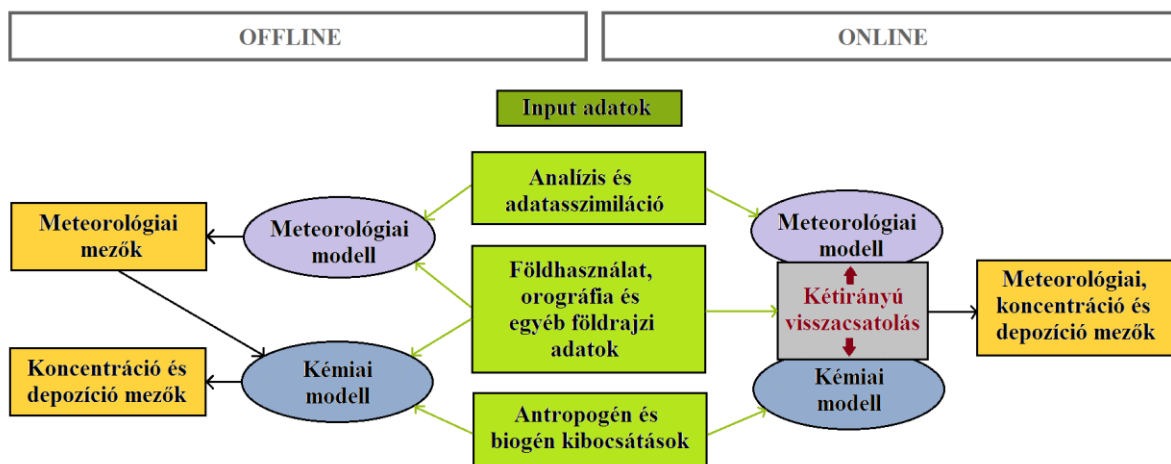 OFFLINE
ONLINE
Input adatok
Analízis és
adatasszimiláció
Meteorológiai
mezők
Meteorológiai
modell
Földhasználat,
orográfia és
egyéb földrajzi
adatok
Koncentráció és
depozíció mezők
Kémiai
modell
Antropogén és
biogén kibocsátások
Meteorológiai
modell
Kétirányú
visszacsatolás
Kémiai
modell
Meteorológiai,
koncentráció és
depozíció mezők